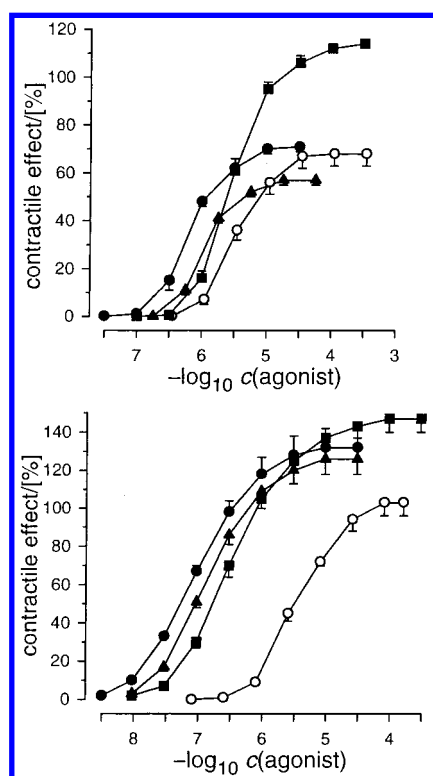 120
100
80
60
40
20
0
contractile effect/[%]
7 6 5 4 3
–log10 c(agonist)
140
120
100
80
60
40
20
0
contractile effect/[%]
8 7 6 5 4
–log10 c(agonist)